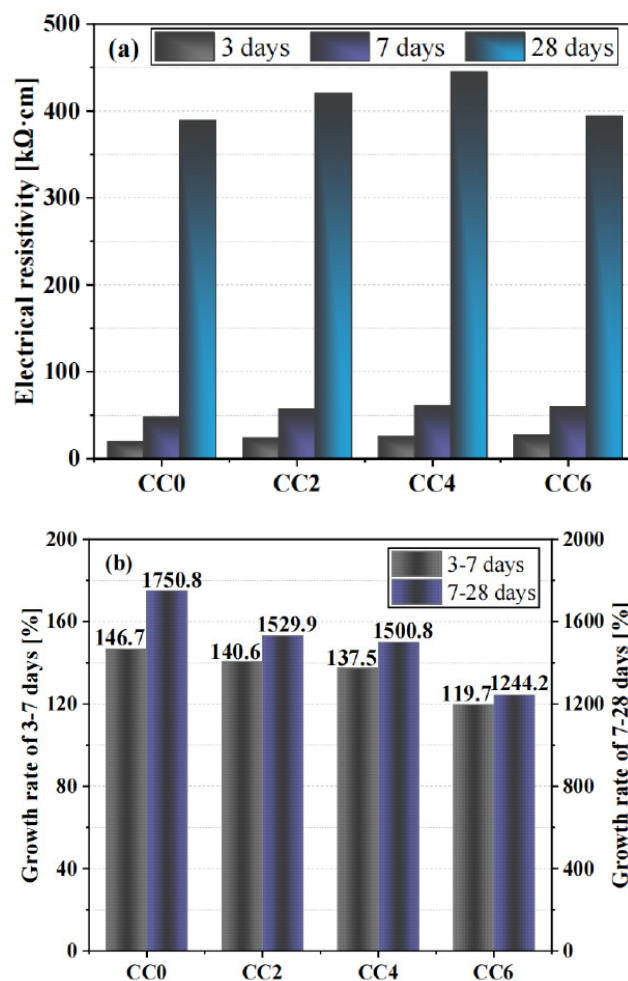 (a) 3 days 7 days 28 days
Electrical resistivity [kΩ·cm]
500
400
300
200
100
0
CC0 CC2 CC4 CC6
(b) 3-7 days
7-28 days
Growth rate of 3-7 days [%]
200
160
120
80
40
0
146.7 1750.8 140.6 1529.9 137.5 1500.8 119.7 1244.2
2000
1600
1200
800
400
0
Growth rate of 7-28 days [%]
CC0 CC2 CC4 CC6